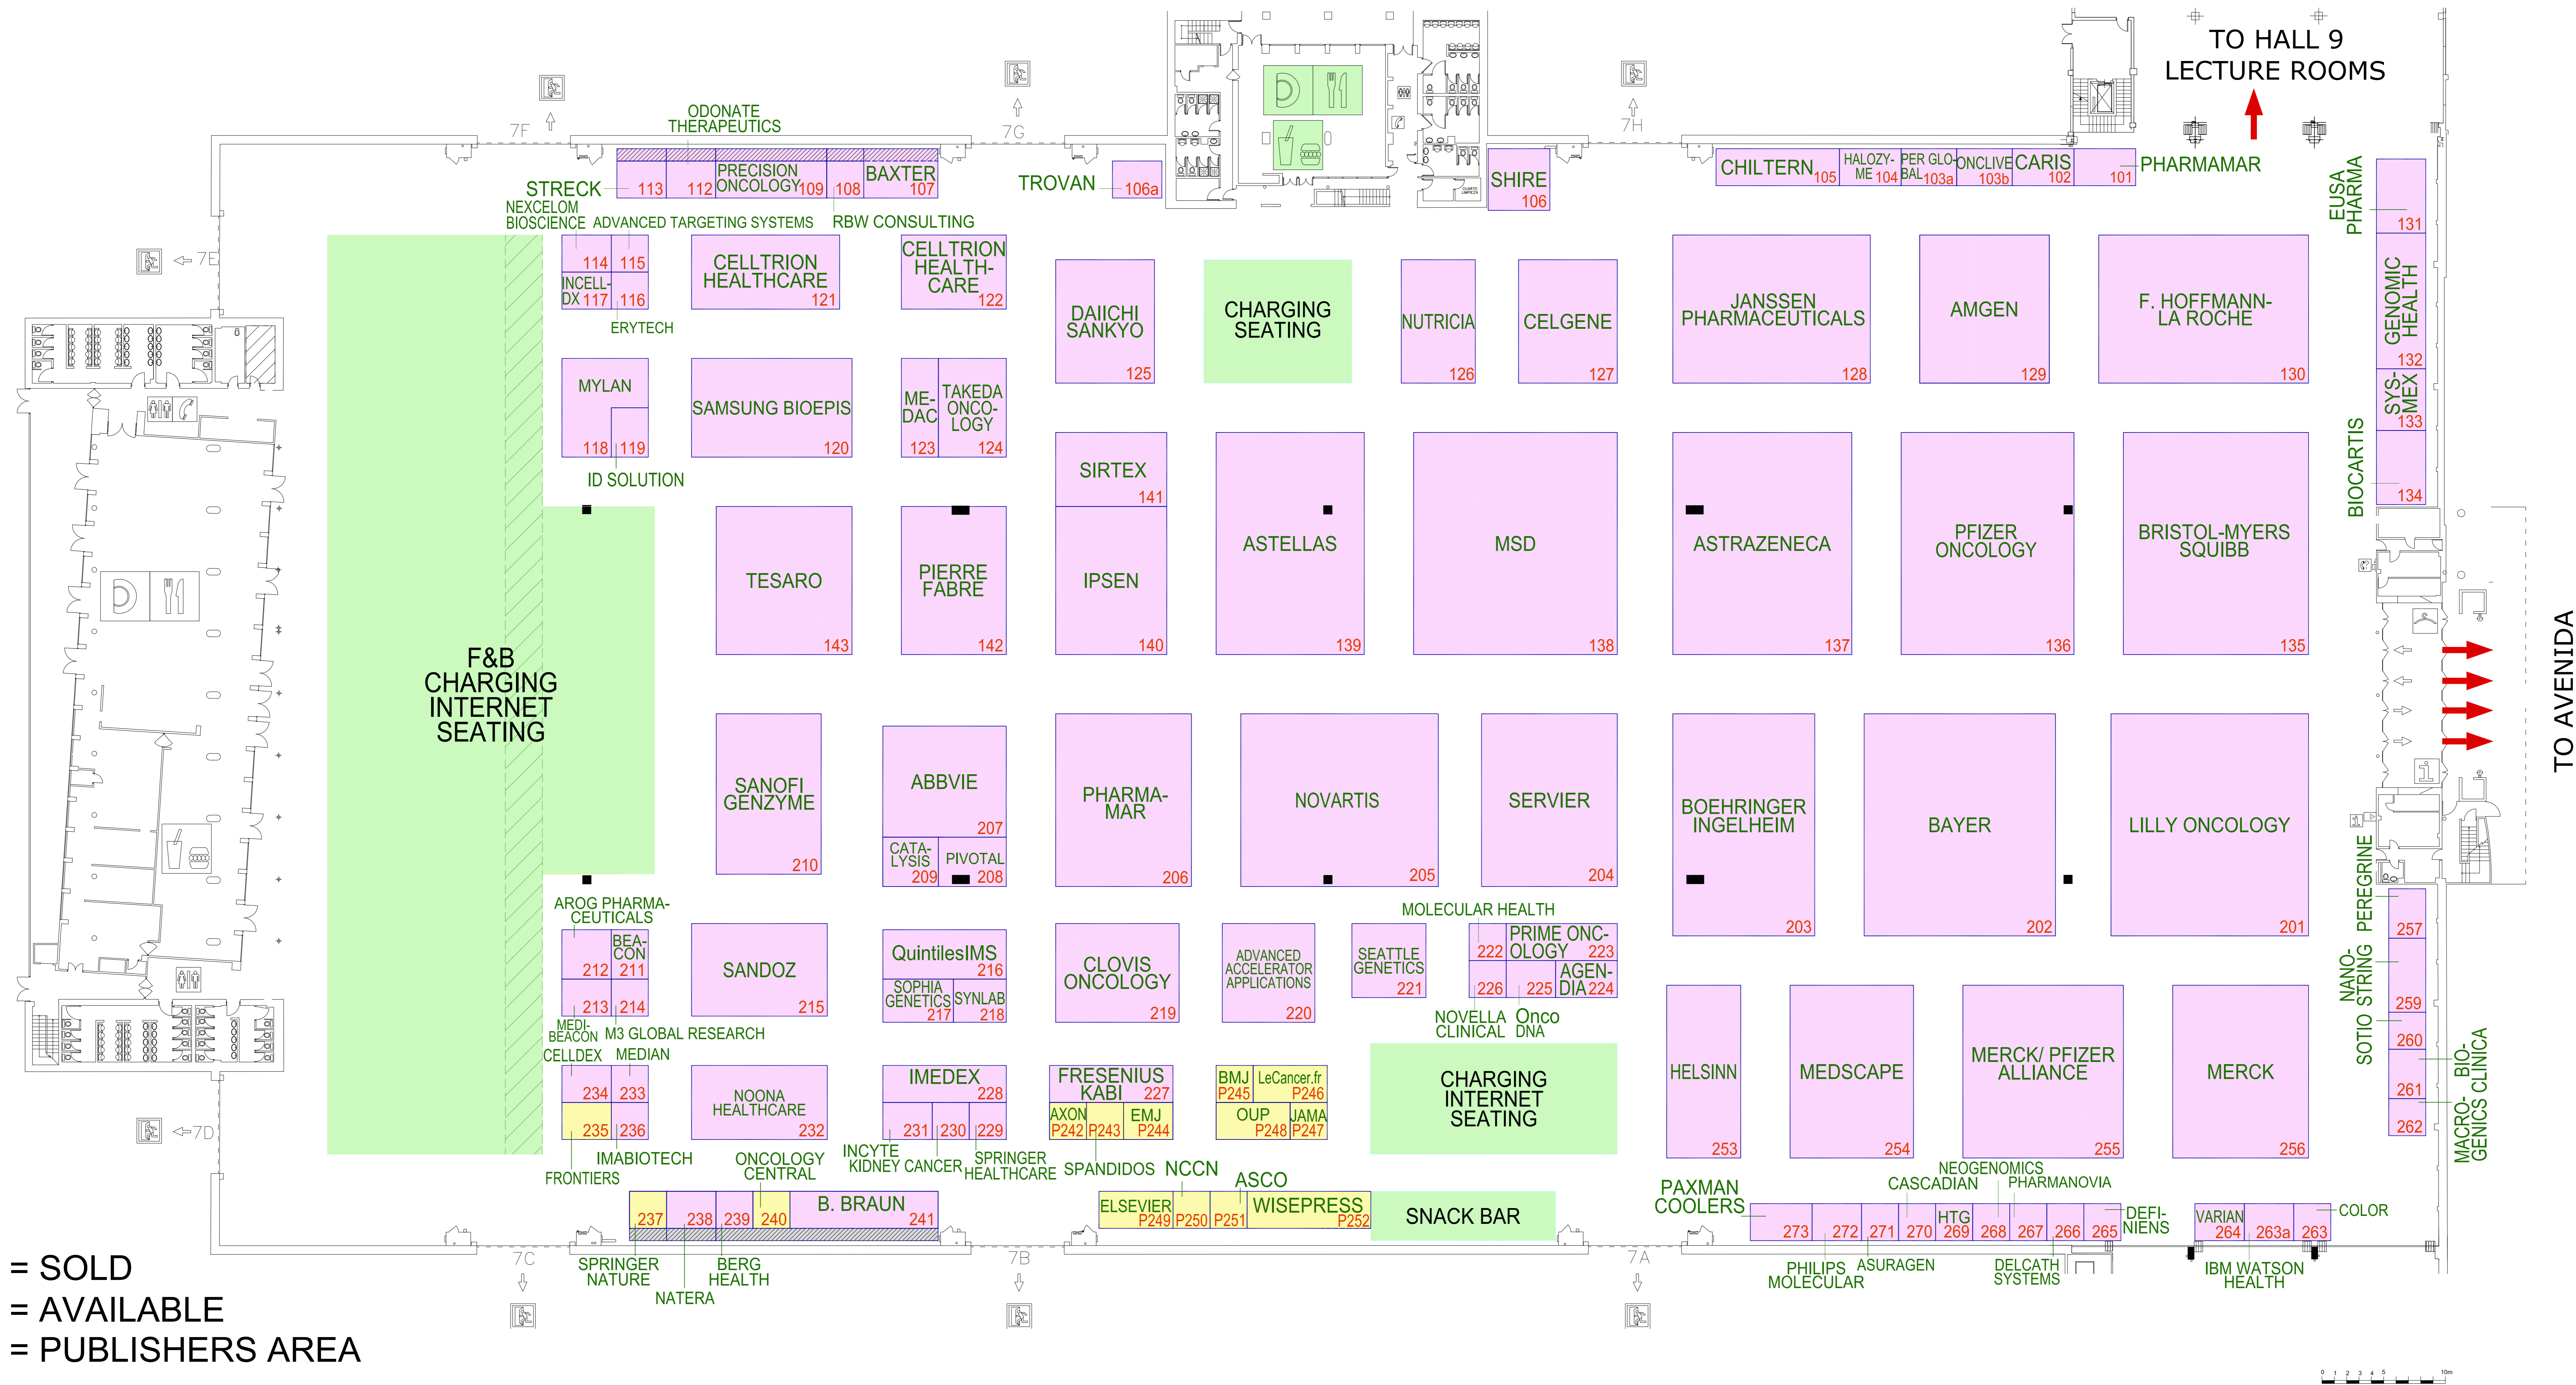 TO HALL 9
LECTURE ROOMS
7F
7G
7H
ODONATE
THERAPEUTICS
STRECK
113
112
PRECISION
ONCOLOGY
109
108
BAXTER
107
TROVAN
106a
SHIRE
106
CHILTERN
105
HALOZY-
ME 104
PER GLO-
BAL 103a
ONCLIVE
103b
CARIS
102
101
PHARMAMAR
CUARTO
LIMPIEZA
NEXCELOM
BIOSCIENCE
ADVANCED TARGETING SYSTEMS
RBW CONSULTING
EUSA
PHARMA
131
7E
114
115
INCELL-
DX 117
116
ERYTECH
CELLTRION
HEALTHCARE
121
CELLTRION
HEALTH-
CARE
122
DAIICHI
SANKYO
125
CHARGING
SEATING
NUTRICIA
126
CELGENE
127
JANSSEN
PHARMACEUTICALS
128
AMGEN
129
F. HOFFMANN-
LA ROCHE
130
GENOMIC
HEALTH
132
MYLAN
118
119
ID SOLUTION
SAMSUNG BIOEPIS
120
ME-
DAC
123
TAKEDA
ONCO-
LOGY
124
SYS-
MEX
133
BIOCARTIS
134
SIRTEX
141
TESARO
143
PIERRE
FABRE
142
IPSEN
140
ASTELLAS
139
MSD
138
ASTRAZENECA
137
PFIZER
ONCOLOGY
136
BRISTOL-MYERS
SQUIBB
135
F&B
CHARGING
INTERNET
SEATING
TO AVENIDA
SANOFI
GENZYME
210
ABBVIE
207
CATA-
LYSIS
209
PIVOTAL
208
PHARMA-
MAR
206
NOVARTIS
205
SERVIER
204
BOEHRINGER
INGELHEIM
203
BAYER
202
LILLY ONCOLOGY
201
PEREGRINE
257
AROG PHARMA-
CEUTICALS
212
BEA-
CON
211
213
214
MEDI-
BEACON
M3 GLOBAL RESEARCH
SANDOZ
215
QuintilesIMS
216
SOPHIA
GENETICS
217
SYNLAB
218
CLOVIS
ONCOLOGY
219
ADVANCED
ACCELERATOR
APPLICATIONS
220
SEATTLE
GENETICS
221
MOLECULAR HEALTH
222
PRIME ONC-
OLOGY
223
226
225
AGEN-
DIA
224
NOVELLA
CLINICAL
Onco
DNA
NANO-
STRING
259
SOTIO
260
BIO-
CLINICA
261
MACRO-
GENICS
262
7D
CELLDEX
MEDIAN
234
233
235
236
IMABIOTECH
FRONTIERS
NOONA
HEALTHCARE
232
IMEDEX
228
231
230
229
INCYTE
KIDNEY CANCER
SPRINGER
HEALTHCARE
FRESENIUS
KABI
227
AXON
P242
P243
EMJ
P244
SPANDIDOS
BMJ
P245
LeCancer.fr
P246
OUP
P248
JAMA
P247
CHARGING
INTERNET
SEATING
HELSINN
253
MEDSCAPE
254
MERCK/ PFIZER
ALLIANCE
255
MERCK
256
ONCOLOGY
CENTRAL
237
238
239
240
B. BRAUN
241
SPRINGER
NATURE
NATERA
BERG
HEALTH
NCCN
ASCO
ELSEVIER
P249
P250
P251
WISEPRESS
P252
SNACK BAR
PAXMAN
COOLERS
CASCADIAN
NEOGENOMICS
PHARMANOVIA
273
272
271
270
HTG
269
268
267
266
265
DEFI-
NIENS
PHILIPS
MOLECULAR
ASURAGEN
DELCATH
SYSTEMS
VARIAN
264
263a
263
COLOR
IBM WATSON
HEALTH
7C
7B
7A
= SOLD
= AVAILABLE
= PUBLISHERS AREA
0 1 2 3 4 5 10m